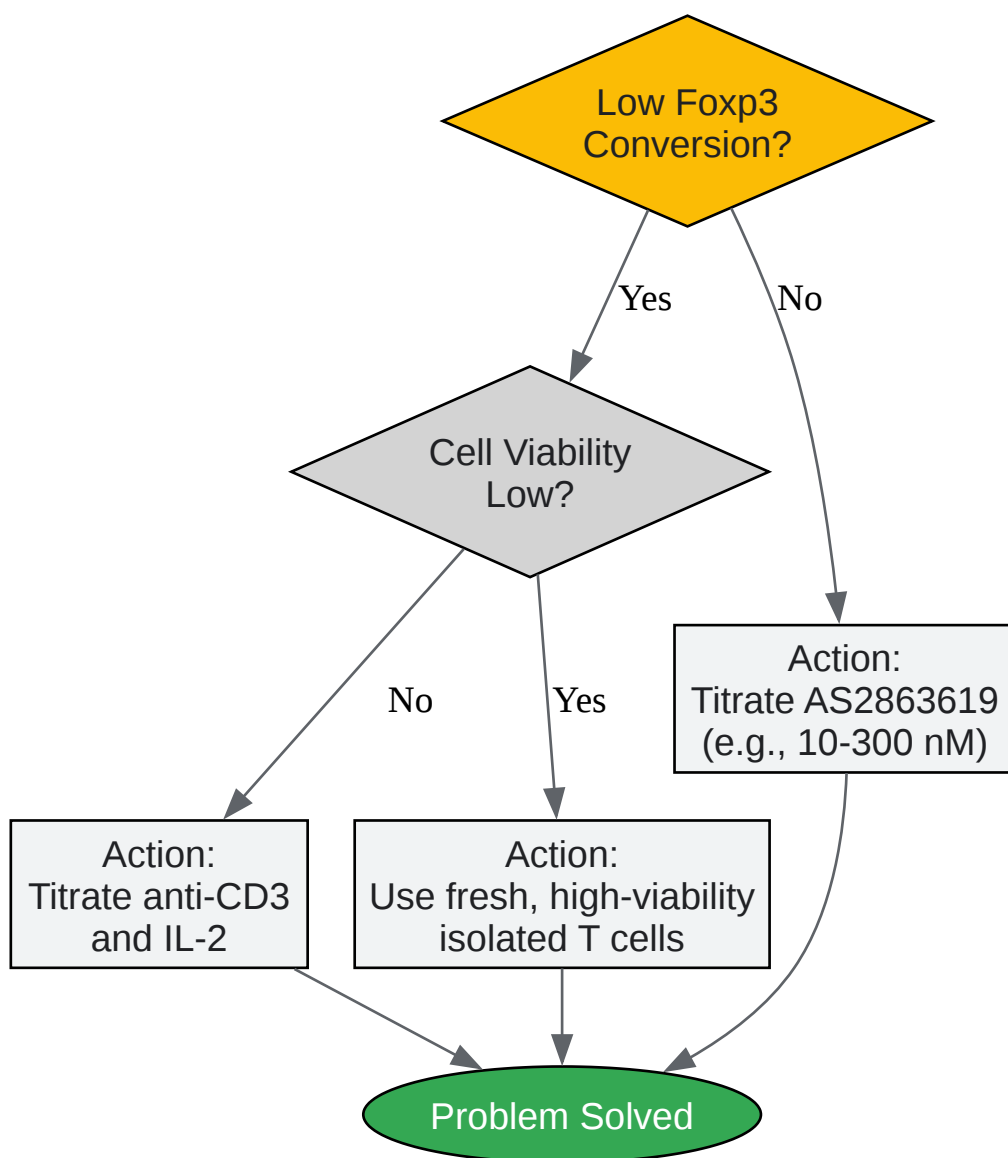 Low Foxp3
Conversion?
Yes
No
Cell Viability
Low?
No
Yes
Action:
Titrate AS2863619
(e.g., 10-300 nM)
Action:
Titrate anti-CD3
and IL-2
Action:
Use fresh, high-viability
isolated T cells
Problem Solved